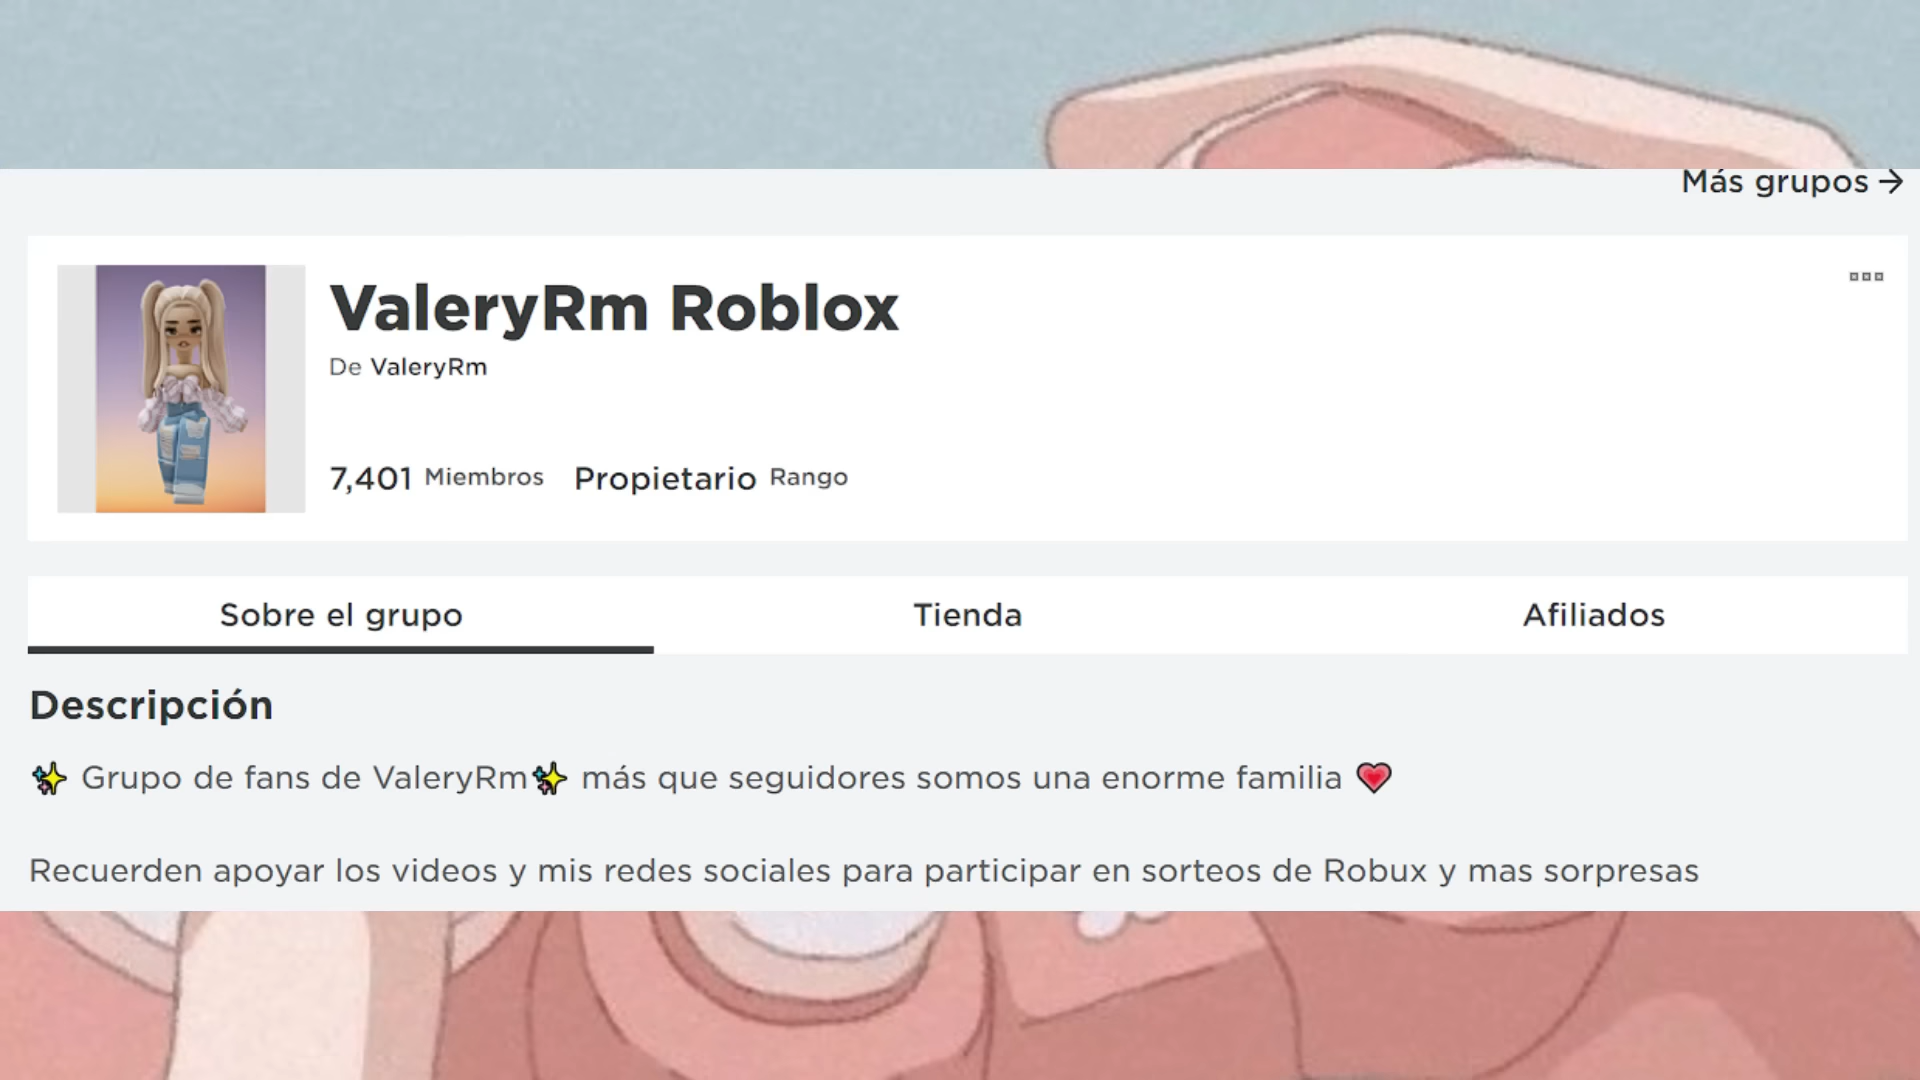 Más grupos →
ValeryRm Roblox
De ValeryRm
7,401 Miembros Propietario Rango
Sobre el grupo Tienda Afiliados
Descripción
✨ Grupo de fans de ValeryRm✨ más que seguidores somos una enorme familia 💗
Recuerden apoyar los videos y mis redes sociales para participar en sorteos de Robux y mas sorpresas